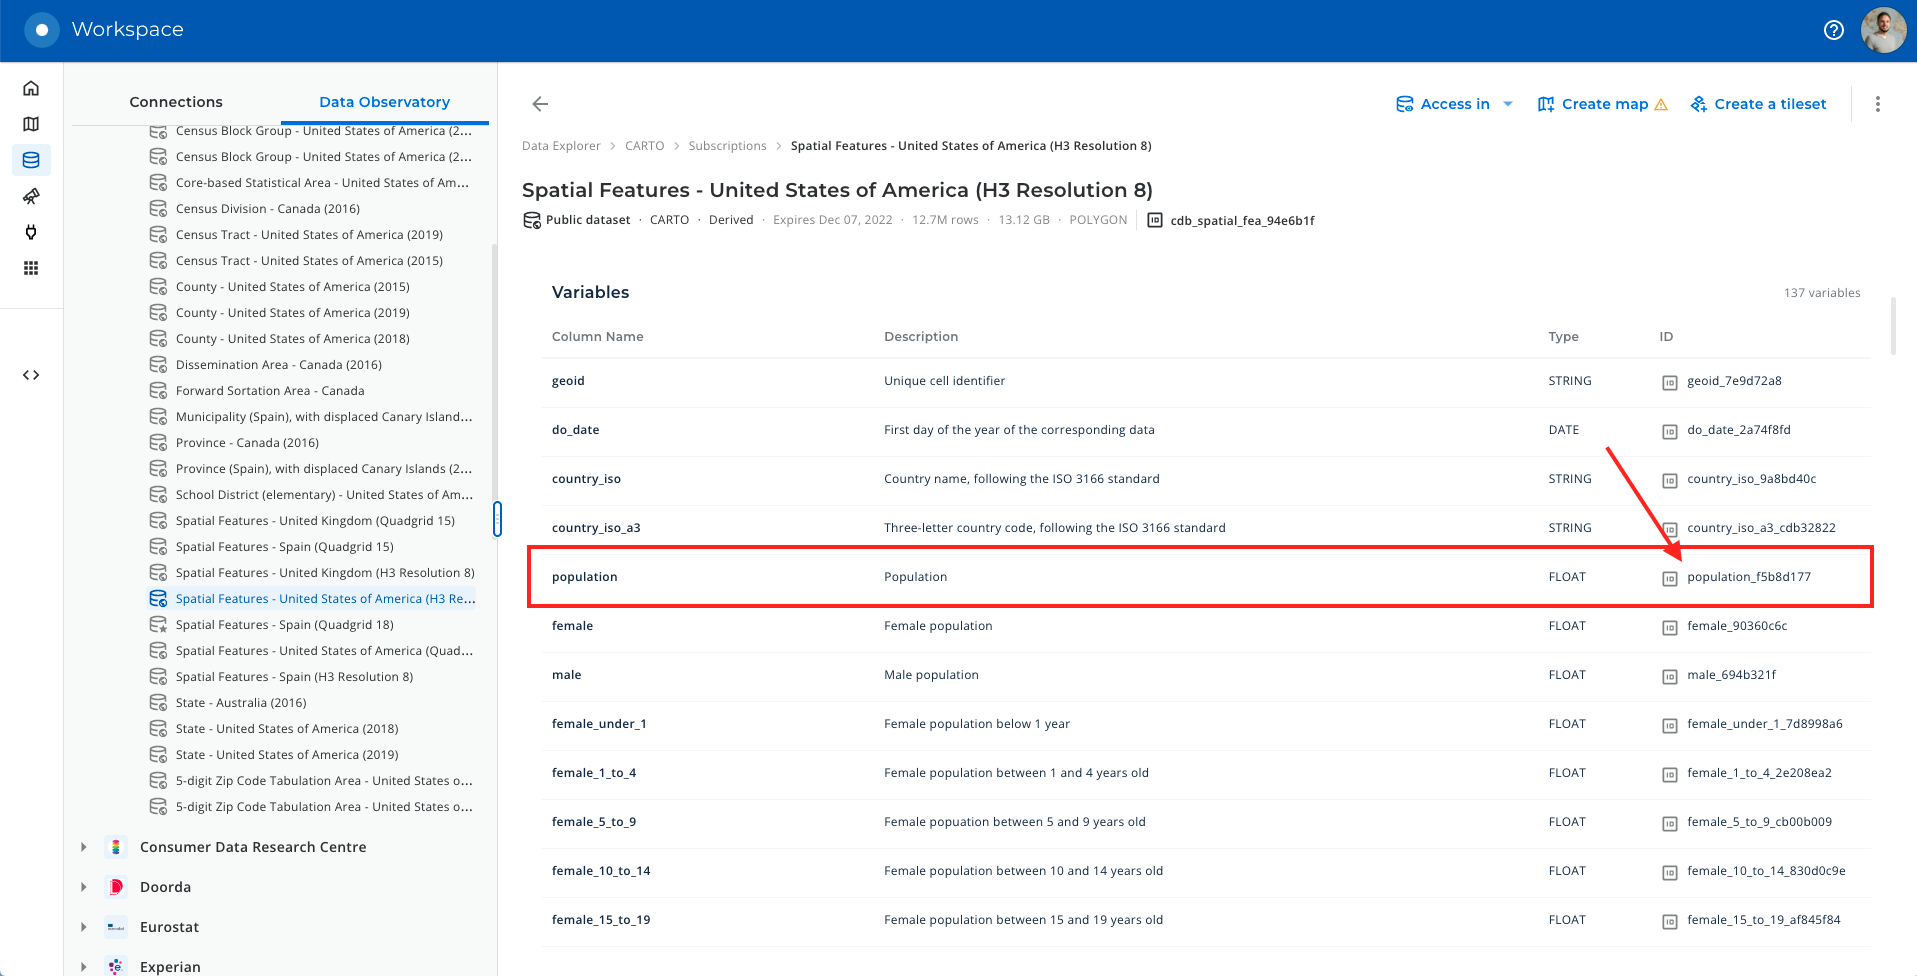 Workspace
Connections
Data Observatory
Census Block Group - United States of America (2...
Census Block Group - United States of America (2...
Core-based Statistical Area - United States of Am...
Census Division - Canada (2016)
Census Tract - United States of America (2019)
Census Tract - United States of America (2015)
County - United States of America (2015)
County - United States of America (2019)
County - United States of America (2018)
Dissemination Area - Canada (2016)
Forward Sortation Area - Canada
Municipality (Spain), with displaced Canary Island...
Province - Canada (2016)
Province (Spain), with displaced Canary Islands (2...
School District (elementary) - United States of Am...
Spatial Features - United Kingdom (Quadgrid 15)
Spatial Features - Spain (Quadgrid 15)
Spatial Features - United Kingdom (H3 Resolution 8)
Spatial Features - United States of America (H3 Re...
Spatial Features - Spain (Quadgrid 18)
Spatial Features - United States of America (Quad...
Spatial Features - Spain (H3 Resolution 8)
State - Australia (2016)
State - United States of America (2018)
State - United States of America (2019)
5-digit Zip Code Tabulation Area - United States o...
5-digit Zip Code Tabulation Area - United States o...
Consumer Data Research Centre
Doorda
Eurostat
Experian
Access in
Create map
Create a tileset
Data Explorer > CARTO > Subscriptions > Spatial Features - United States of America (H3 Resolution 8)
Spatial Features - United States of America (H3 Resolution 8)
Public dataset · CARTO · Derived · Expires Dec 07, 2022 · 12.7M rows · 13.12 GB · POLYGON ID cdb_spatial_fea_94e6b1f
Variables 137 variables
Column Name Description Type ID
geoid Unique cell identifier STRING ID geoid_7e9d72a8
do_date First day of the year of the corresponding data DATE ID do_date_2a74f8fd
country_iso Country name, following the ISO 3166 standard STRING ID country_iso_9a8bd40c
country_iso_a3 Three-letter country code, following the ISO 3166 standard STRING ID country_iso_a3_cdb32822
population Population FLOAT ID population_f5b8d177
female Female population FLOAT ID female_90360c6c
male Male population FLOAT ID male_694b321f
female_under_1 Female population below 1 year FLOAT ID female_under_1_7d8998a6
female_1_to_4 Female population between 1 and 4 years old FLOAT ID female_1_to_4_2e208ea2
female_5_to_9 Female popuation between 5 and 9 years old FLOAT ID female_5_to_9_cb00b009
female_10_to_14 Female population between 10 and 14 years old FLOAT ID female_10_to_14_830d0c9e
female_15_to_19 Female population between 15 and 19 years old FLOAT ID female_15_to_19_af845f84